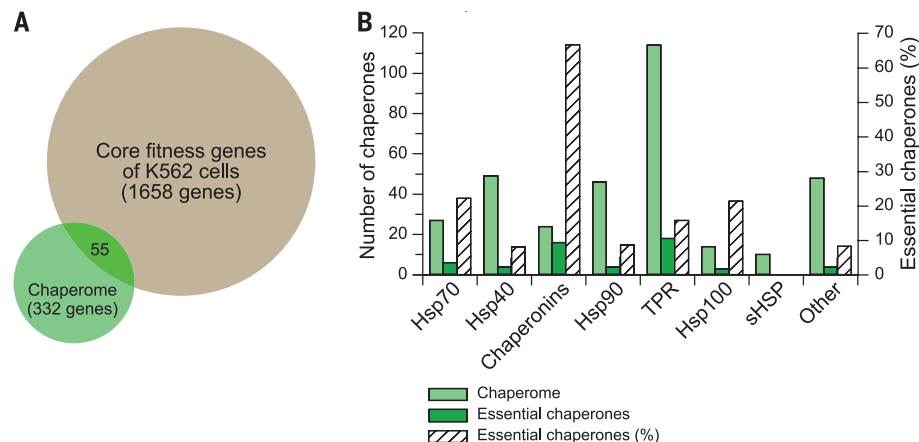 A
Core fitness genes
of K562 cells
(1658 genes)
55
Chaperome
(332 genes)
B
Number of chaperones
120
100
80
60
40
20
0
Essential chaperones (%)
70
60
50
40
30
20
10
0
Hsp70
Hsp40
Chaperonins
Hsp90
TPR
Hsp100
sHSP
Other
Chaperome
Essential chaperones
Essential chaperones (%)